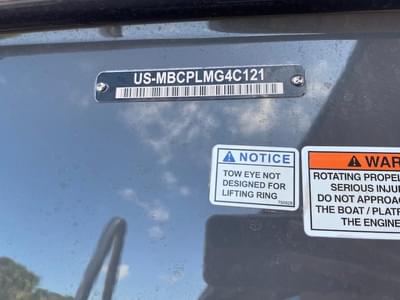 US-MBCPLMG4C121
NOTICE
TOW EYE NOT
DESIGNED FOR
LIFTING RING
WAR
ROTATING PROPEL
SERIOUS INJU
DO NOT APPROAC
THE BOAT / PLATF
THE ENGINE